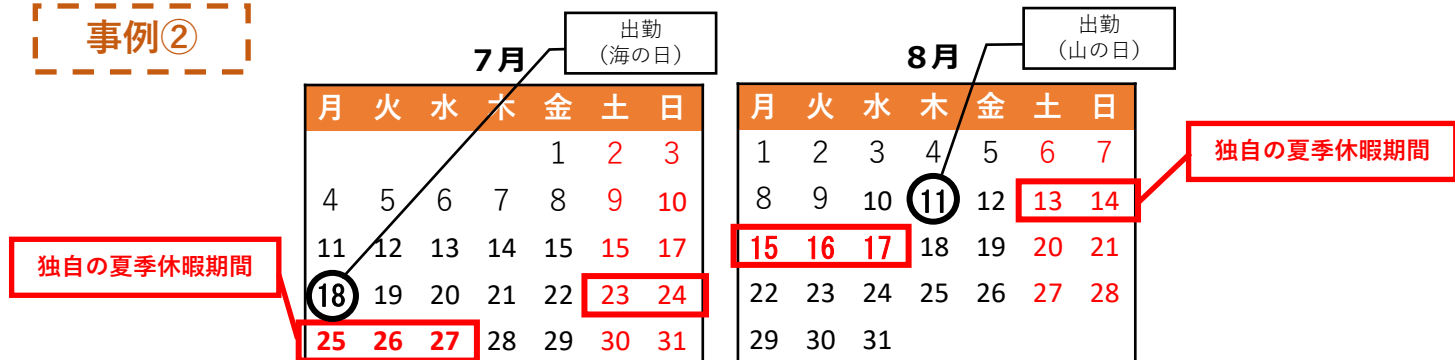 事例②
7月
出勤
（海の日）
月 火 水 木 金 土 日
1 2 3
4 5 6 7 8 9 10
11 12 13 14 15 15 17
18 19 20 21 22 23 24
25 26 27 28 29 30 31
独自の夏季休暇期間
8月
出勤
（山の日）
月 火 水 木 金 土 日
1 2 3 4 5 6 7
8 9 10 11 12 13 14
15 16 17 18 19 20 21
22 23 24 25 26 27 28
29 30 31
独自の夏季休暇期間